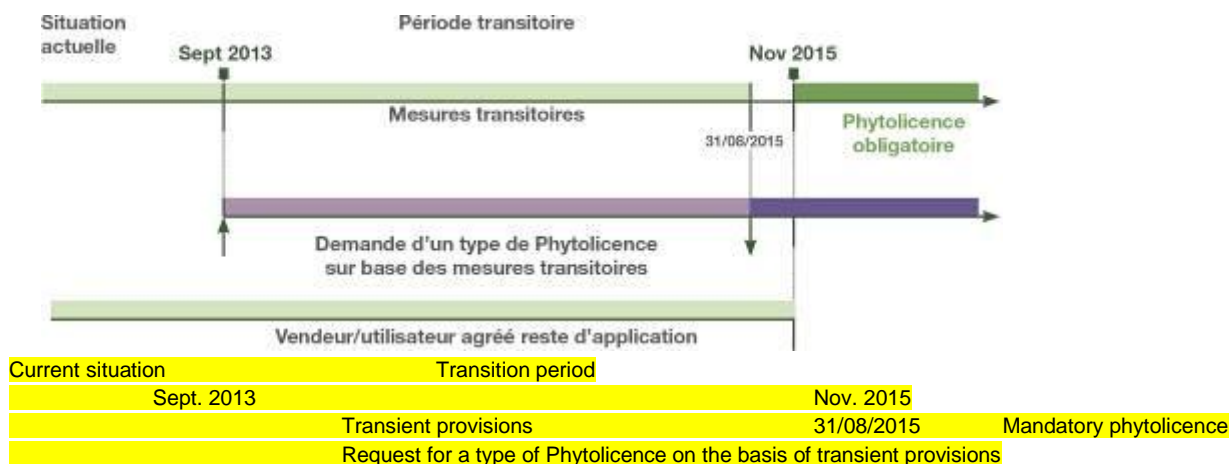 Situation actuelle
Période transitoire
Sept 2013
Nov 2015
Mesures transitoires
31/08/2015
Phytolicence obligatoire
Demande d'un type de Phytolicence
sur base des mesures transitoires
Vendeur/utilisateur agréé reste d'application
Current situation Transition period
Sept. 2013 Nov. 2015
Transient provisions 31/08/2015 Mandatory phytolicence
Request for a type of Phytolicence on the basis of transient provisions